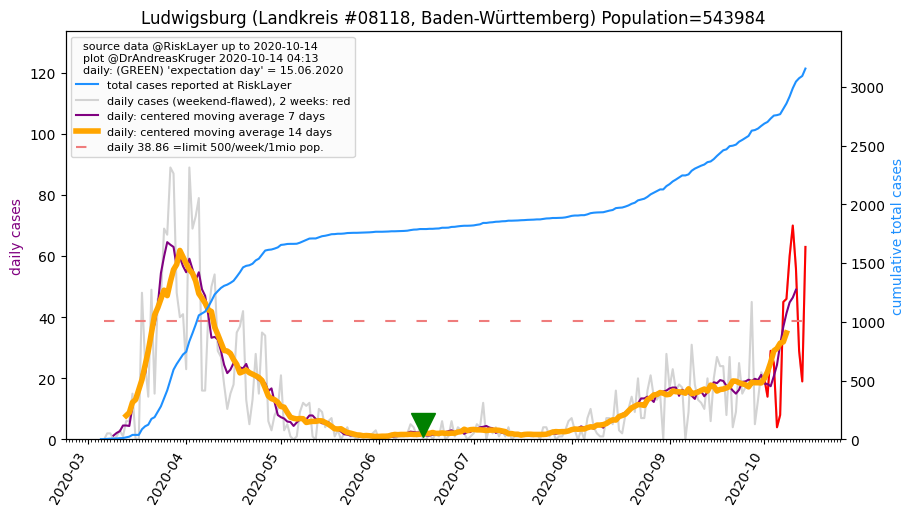 Ludwigsburg (Landkreis #08118, Baden-Württemberg) Population=543984
source data @RiskLayer up to 2020-10-14
plot @DrAndreasKruger 2020-10-14 04:13
daily: (GREEN) 'expectation day' = 15.06.2020
total cases reported at RiskLayer
daily cases (weekend-flawed), 2 weeks: red
daily: centered moving average 7 days
daily: centered moving average 14 days
daily 38.86 =limit 500/week/1mio pop.
daily cases
120
100
80
60
40
20
0
cumulative total cases
3000
2500
2000
1500
1000
500
0
2020-03
2020-04
2020-05
2020-06
2020-07
2020-08
2020-09
2020-10